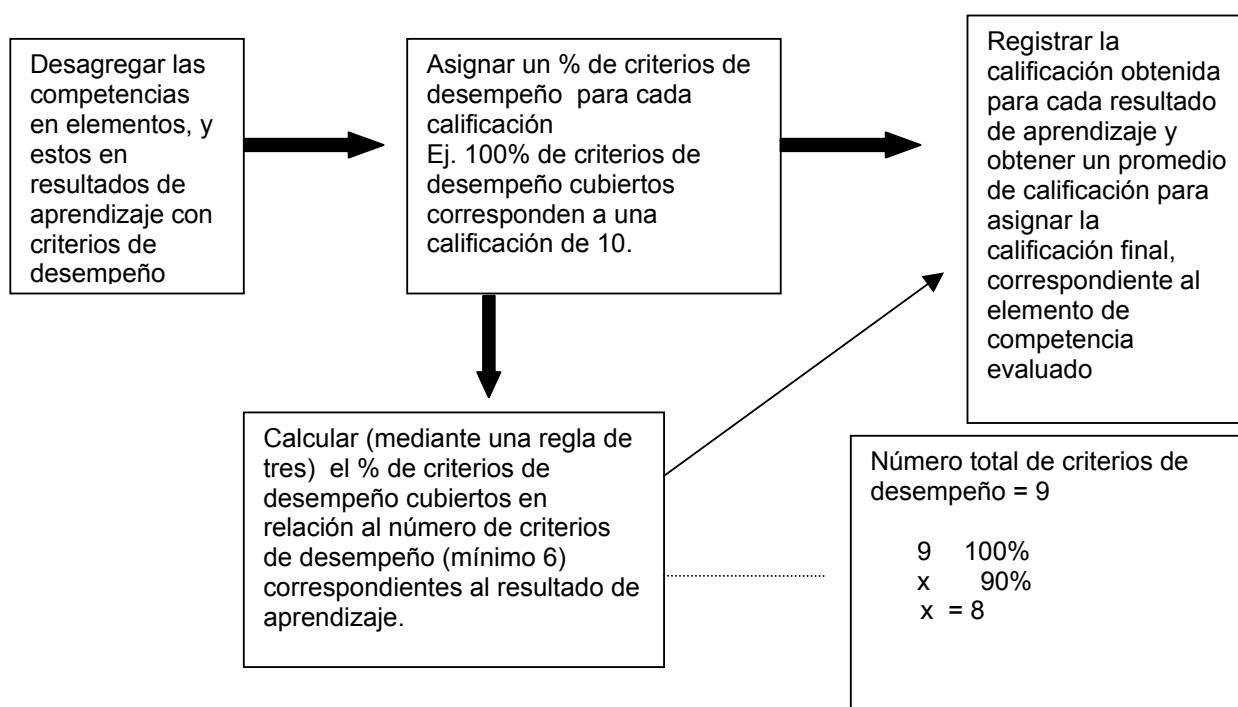 Desagregar las
competencias
en elementos, y
estos en
resultados de
aprendizaje con
criterios de
desempeño
Asignar un % de criterios de
desempeño para cada
calificación
Ej. 100% de criterios de
desempeño cubiertos
corresponden a una
calificación de 10.
Registrar la
calificación obtenida
para cada resultado
de aprendizaje y
obtener un promedio
de calificación para
asignar la
calificación final,
correspondiente al
elemento de
competencia
evaluado
Calcular (mediante una regla de
tres) el % de criterios de
desempeño cubiertos en
relación al número de criterios
de desempeño (mínimo 6)
correspondientes al resultado de
aprendizaje.
Número total de criterios de
desempeño = 9
9 100%
x 90%
x = 8